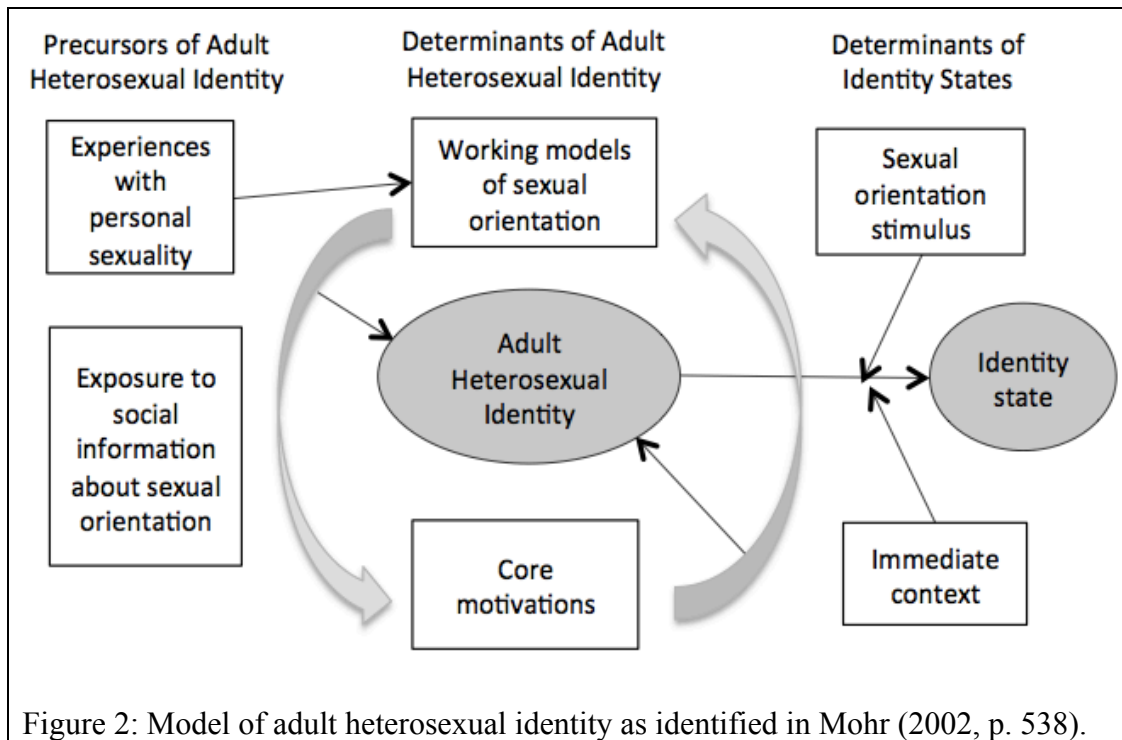 Precursors of Adult
Heterosexual Identity
Determinants of Adult
Heterosexual Identity
Determinants of
Identity States
Experiences
with
personal
sexuality
Working models
of sexual
orientation
Sexual
orientation
stimulus
Exposure to
social
information
about sexual
orientation
Adult
Heterosexual
Identity
Identity
state
Core
motivations
Immediate
context
Figure 2: Model of adult heterosexual identity as identified in Mohr (2002, p. 538).